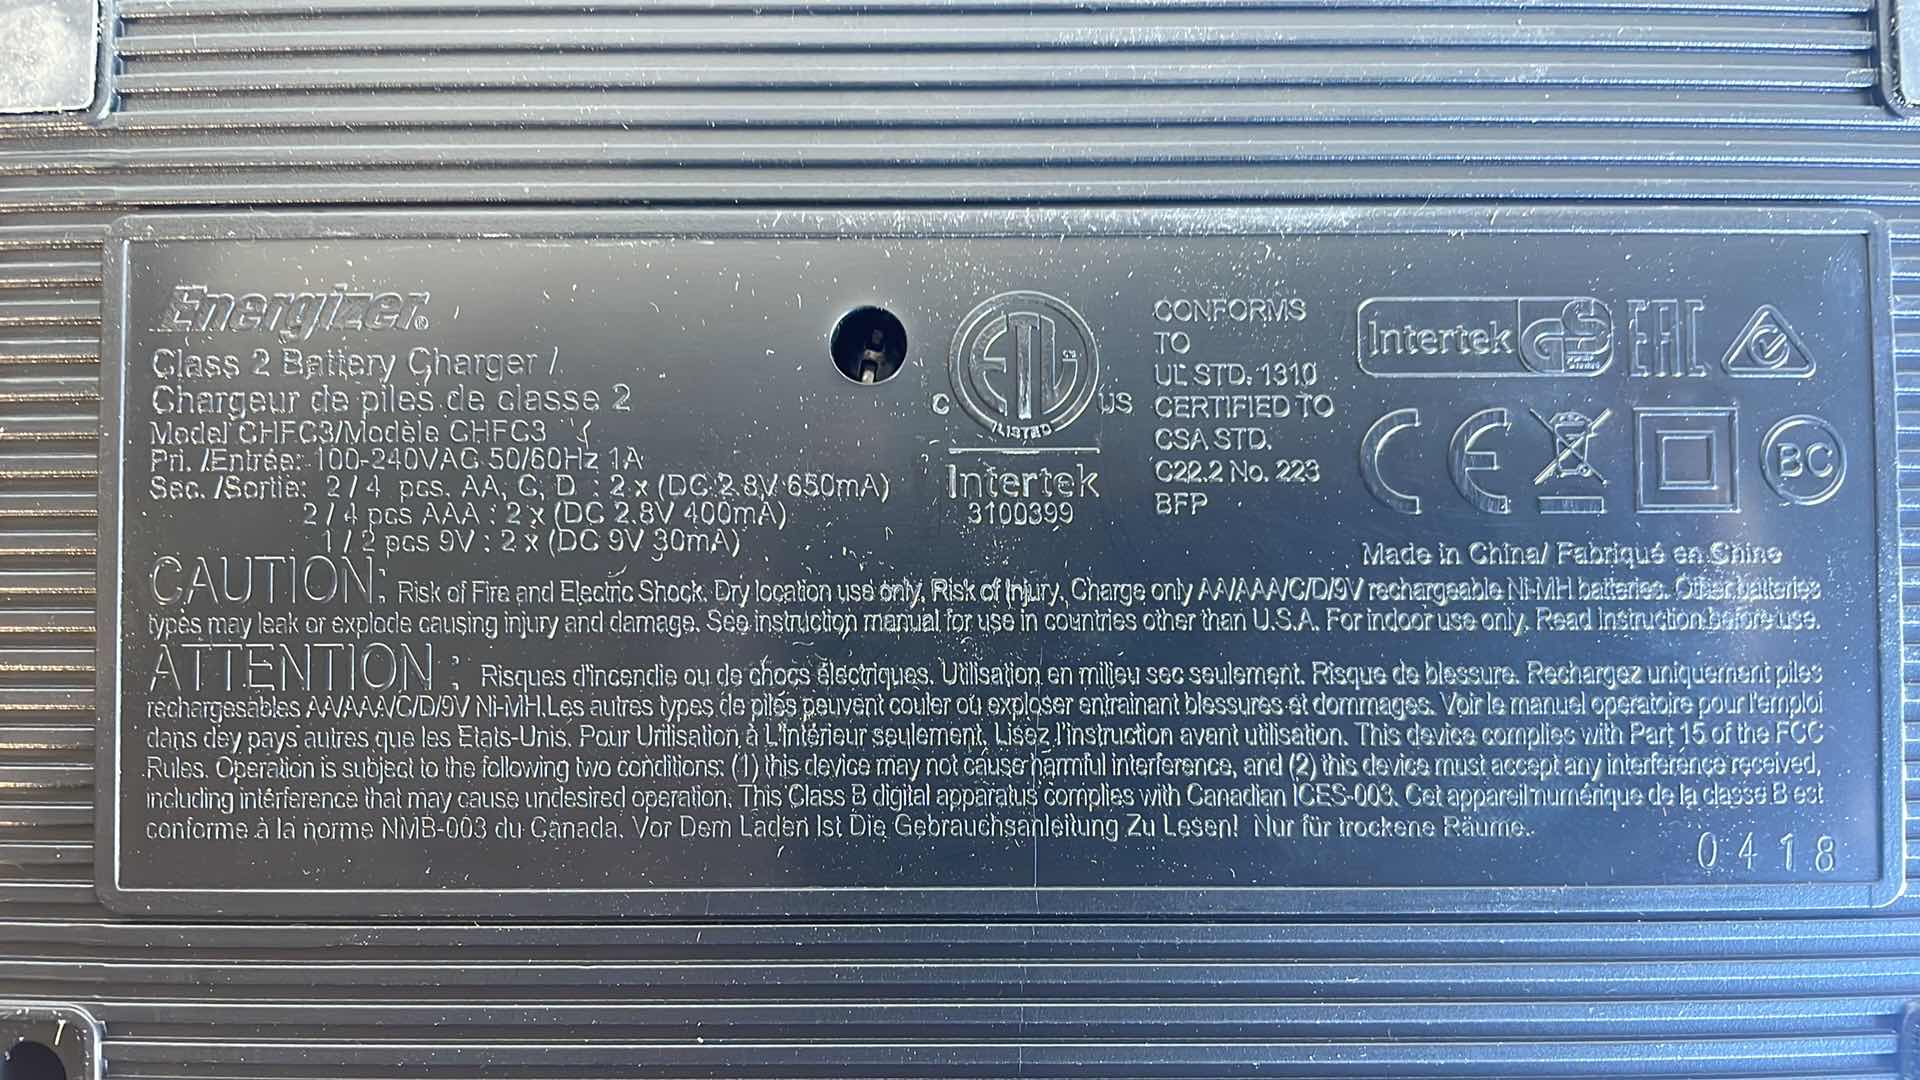 Energizer®
Class 2 Battery Charger /
Chargeur de piles de classe 2
Model CHFC3/Modèle CHFC3
Pri. /Entrée: 100-240VAC 50/60Hz 1A
Sec. /Sortie: 2 / 4 pcs. AA, C, D : 2 x (DC 2.8V 650mA)
2 / 4 pcs AAA : 2 x (DC 2.8V 400mA)
1 / 2 pcs 9V : 2 x (DC 9V 30mA)
ETL
LISTED
C US
Intertek
3100399
CONFORMS
TO
UL STD. 1310
CERTIFIED TO
CSA STD.
C22.2 No. 223
BFP
Intertek GS
EAC
CE
BC
Made in China/ Fabriqué en Chine
CAUTION: Risk of Fire and Electric Shock. Dry location use only. Risk of Injury. Charge only AA/AAA/C/D/9V rechargeable Ni-MH batteries. Other batteries
types may leak or explode causing injury and damage. See instruction manual for use in countries other than U.S.A. For indoor use only. Read Instruction before use.
ATTENTION : Risques d'incendie ou de chocs électriques. Utilisation en milieu sec seulement. Risque de blessure. Rechargez uniquement piles
rechargesables AA/AAA/C/D/9V Ni-MH.Les autres types de piles peuvent couler ou exploser entrainant blessures et dommages. Voir le manuel operatoire pour l'emploi
dans dey pays autres que les Etats-Unis. Pour Urilisation à L'intérieur seulement. Lisez l'instruction avant utilisation. This device complies with Part 15 of the FCC
Rules. Operation is subject to the following two conditions: (1) this device may not cause harmful interference, and (2) this device must accept any interference received,
including interference that may cause undesired operation. This Class B digital apparatus complies with Canadian ICES-003. Cet appareil numérique de la classe B est
conforme à la norme NMB-003 du Canada. Vor Dem Laden Ist Die Gebrauchsanleitung Zu Lesen! Nur für trockene Räume.
0 4 1 8